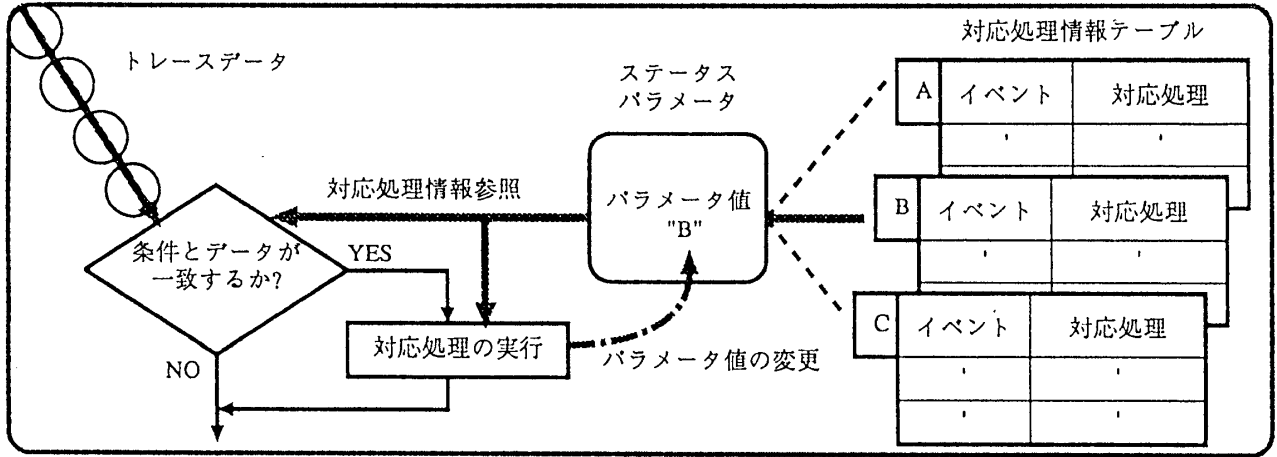 対応処理情報テーブル
トレースデータ
ステータス
パラメータ
A イベント 対応処理
対応処理情報参照
パラメータ値
"B"
B イベント 対応処理
条件とデータが
一致するか?
YES
C イベント 対応処理
対応処理の実行
パラメータ値の変更
NO